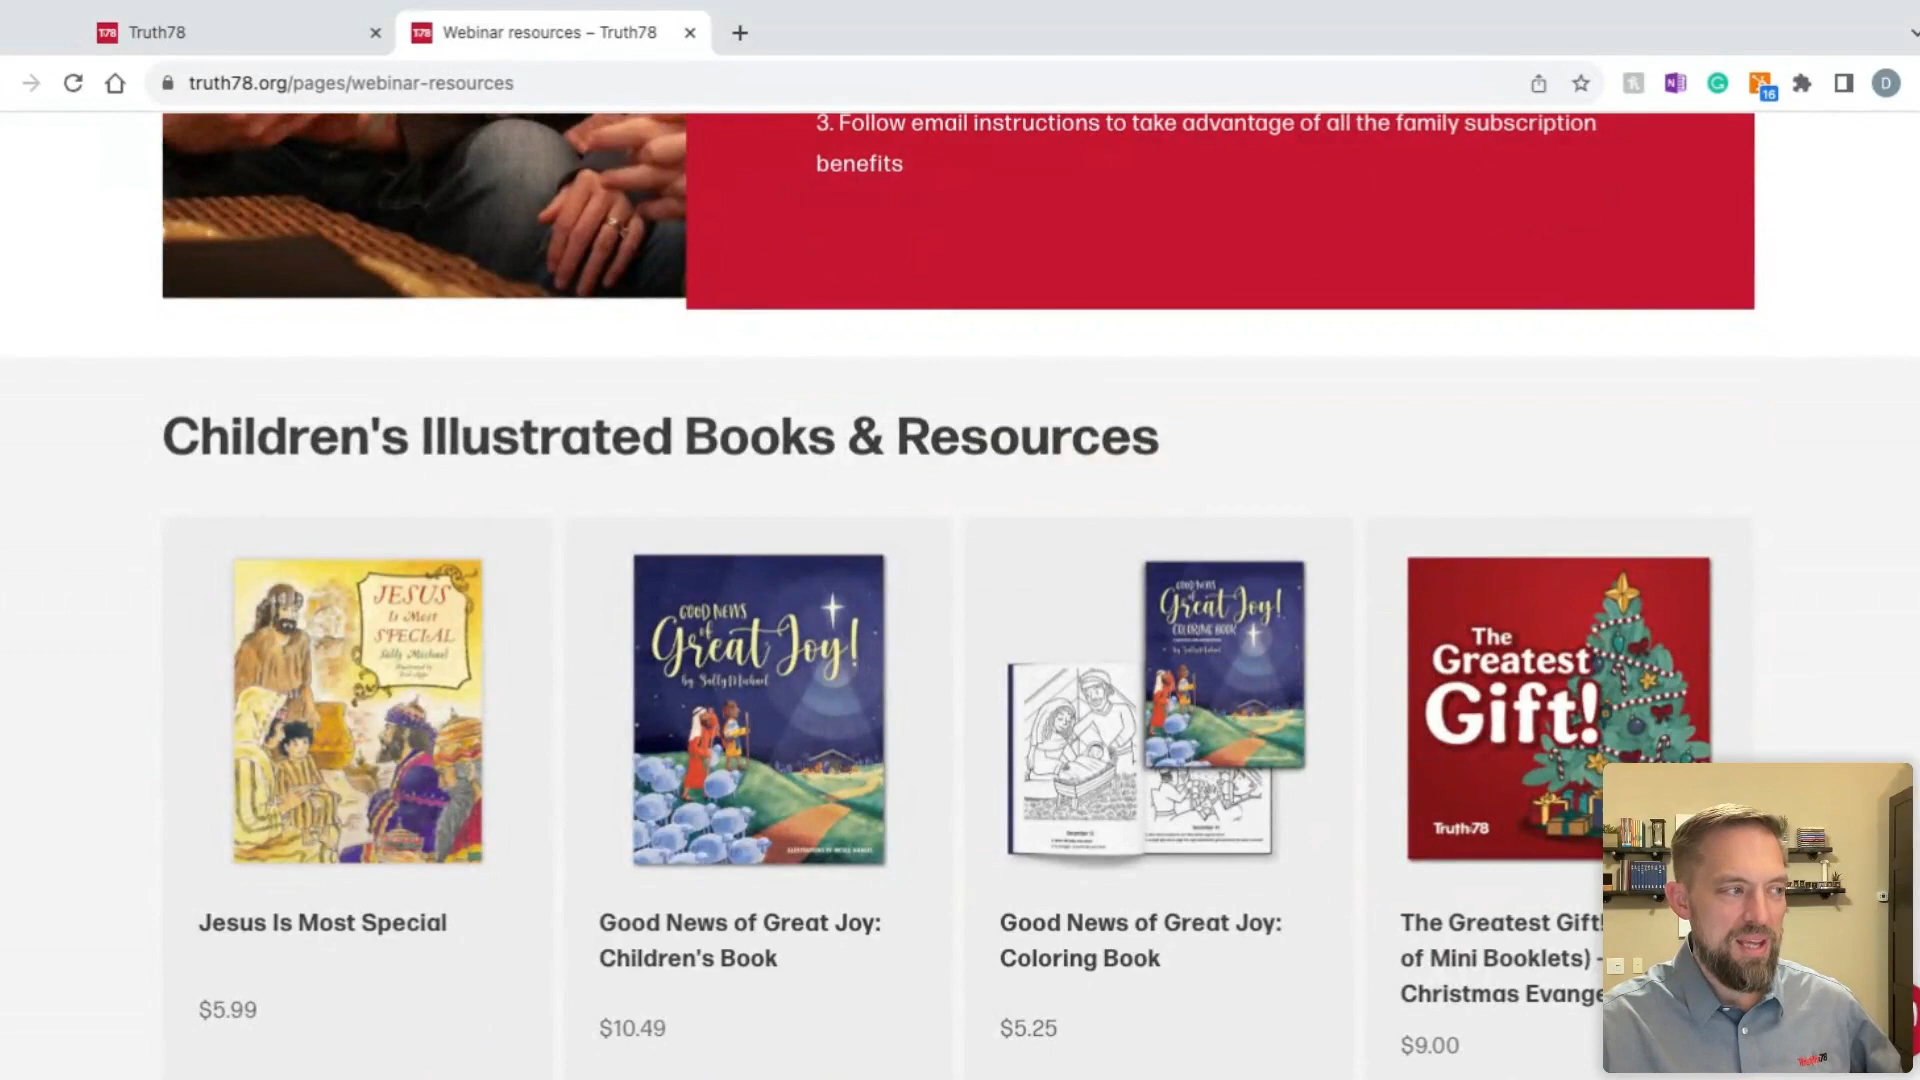 Truth78
Webinar resources – Truth78
truth78.org/pages/webinar-resources
16
D
3. Follow email instructions to take advantage of all the family subscription
benefits
Children's Illustrated Books & Resources
JESUS
Is Most
SPECIAL
Sally Michael
GOOD NEWS
of
Great Joy!
by Sally Michael
GOOD NEWS
of
Great Joy!
COLORING BOOK
by Sally Michael
The
Greatest
Gift!
Truth78
Jesus Is Most Special
$5.99
Good News of Great Joy:
Children's Book
$10.49
Good News of Great Joy:
Coloring Book
$5.25
The Greatest Gift!
of Mini Booklets) -
Christmas Evange
$9.00
Truth78